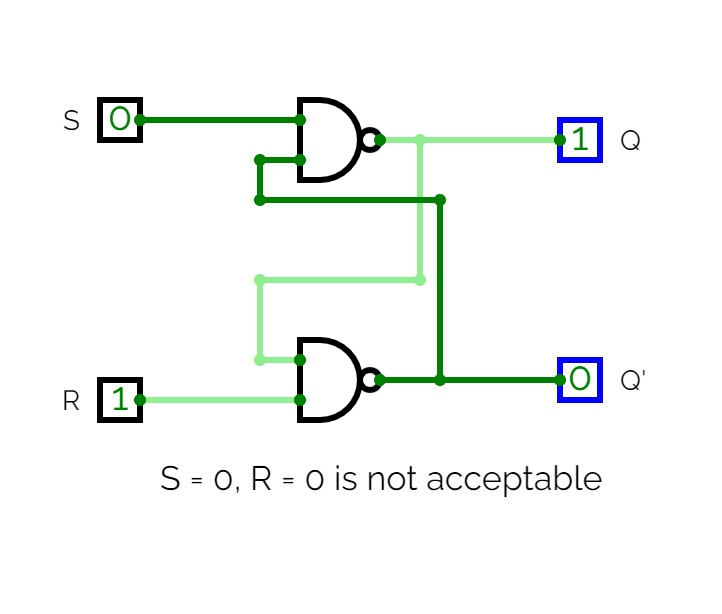 S 0 1 Q
R 1 0 Q'
S = 0, R = 0 is not acceptable